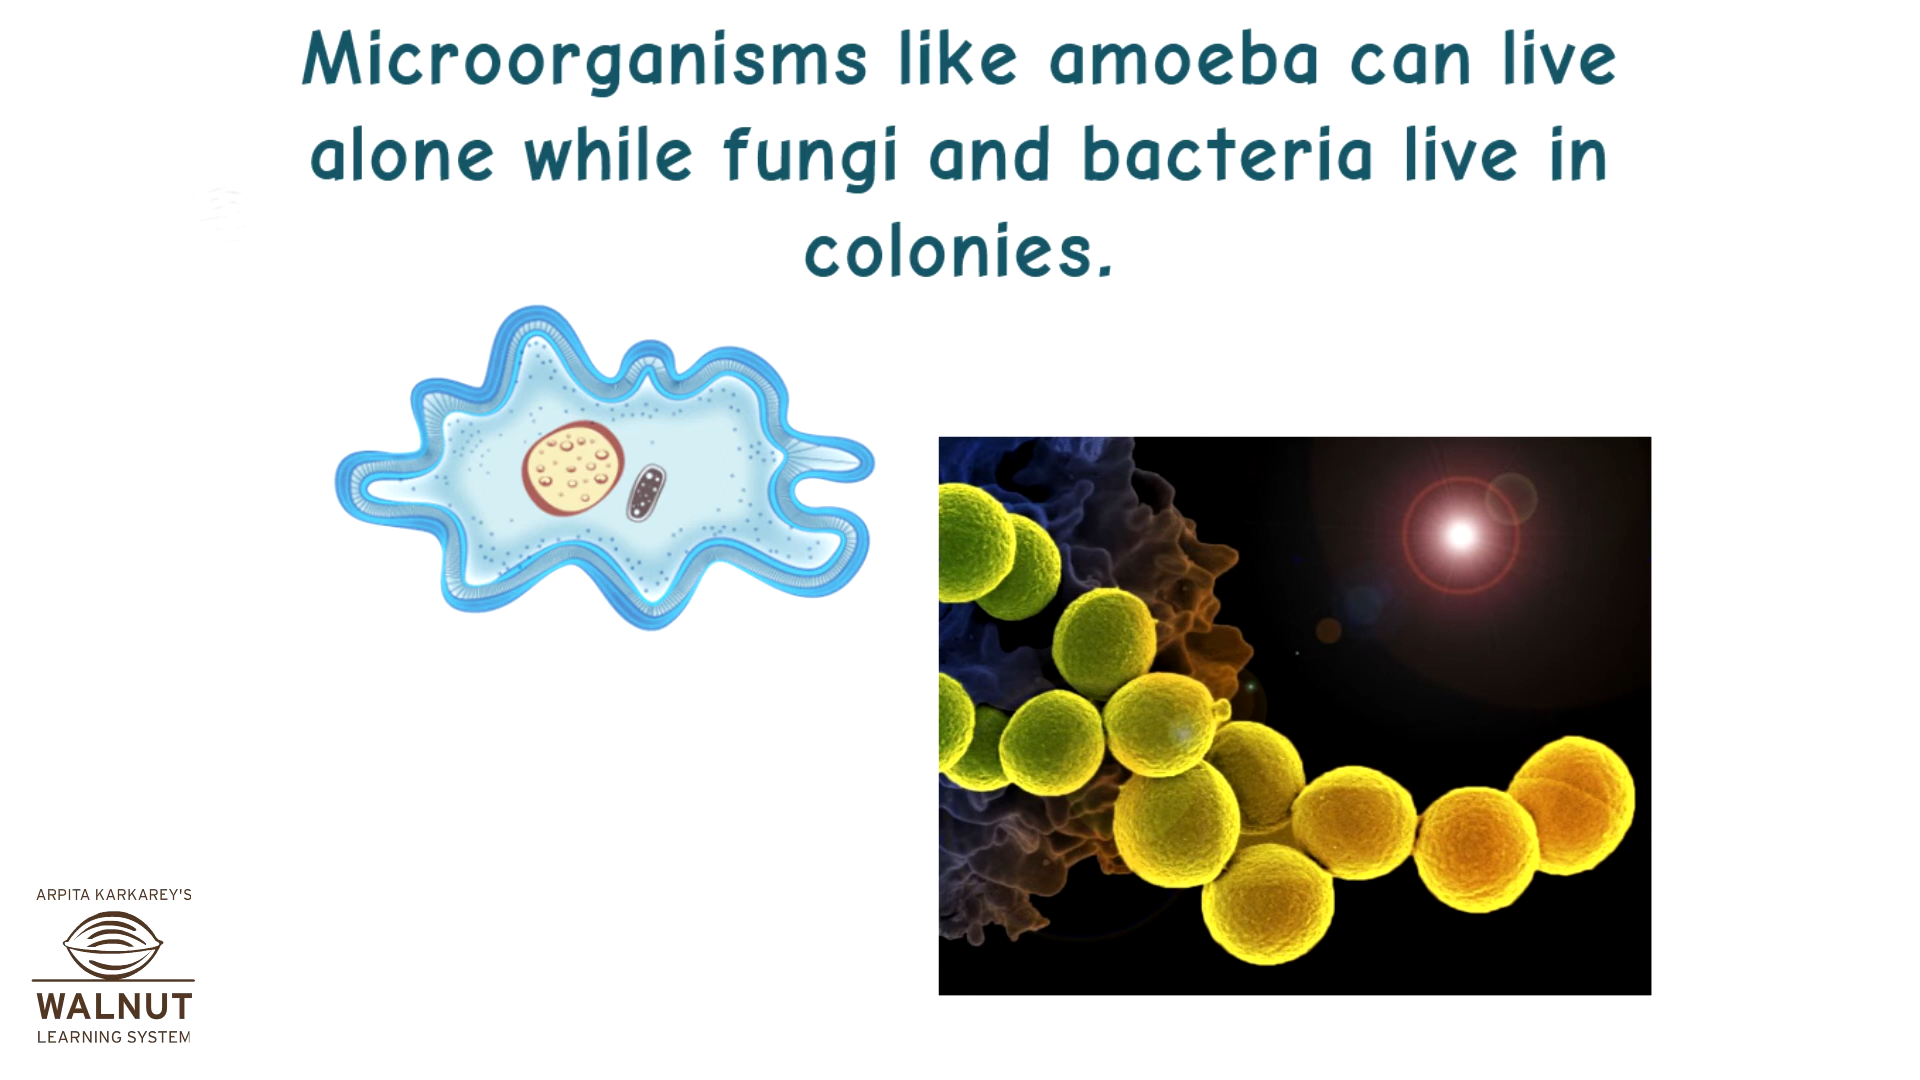 Microorganisms like amoeba can live
alone while fungi and bacteria live in
colonies.
ARPITA KARKAREY'S
WALNUT
LEARNING SYSTEM